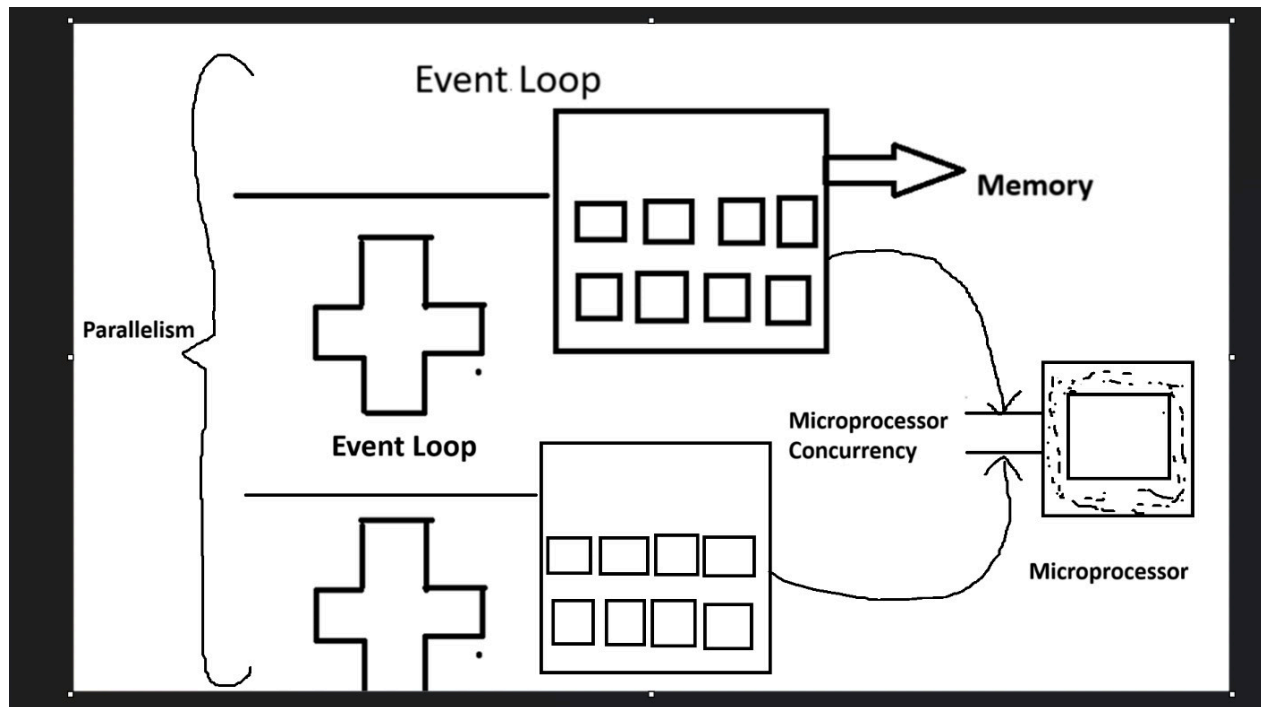 Event Loop
Memory
Parallelism
Microprocessor
Concurrency
Event Loop
Microprocessor